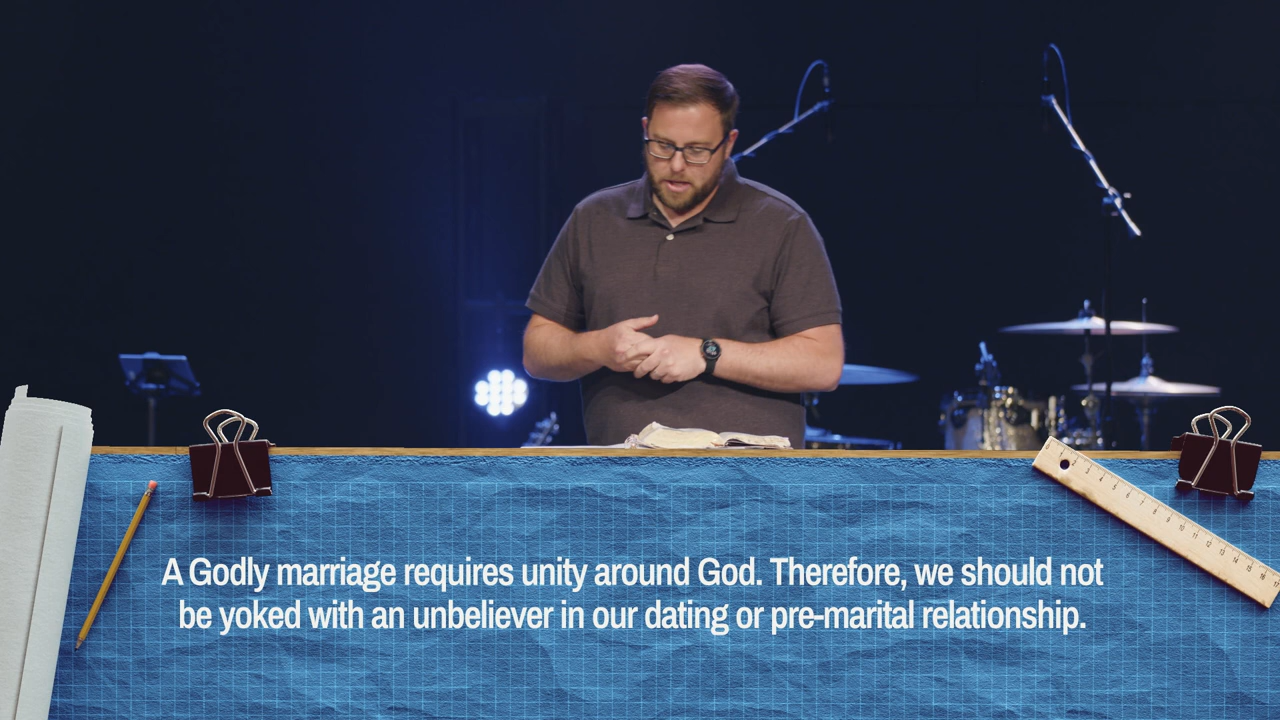 A Godly marriage requires unity around God. Therefore, we should not
be yoked with an unbeliever in our dating or pre-marital relationship.